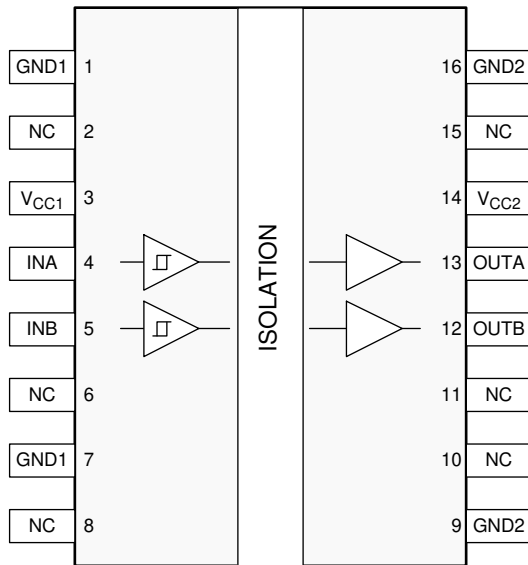 GND1 1 16 GND2
NC 2 15 NC
VCC1 3 14 VCC2
INA 4 13 OUTA
INB 5 12 OUTB
NC 6 11 NC
GND1 7 10 NC
NC 8 9 GND2
ISOLATION